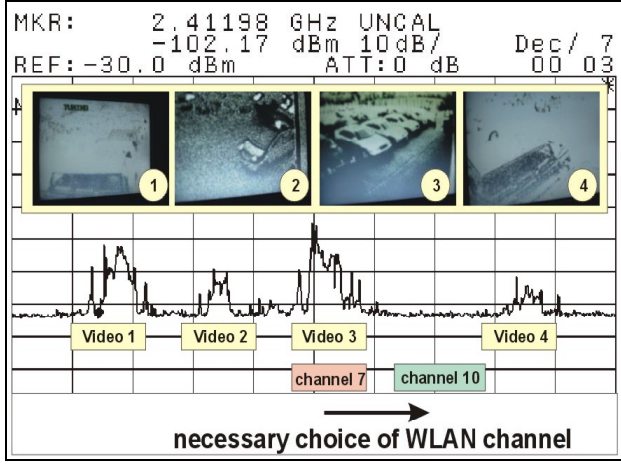 MKR: 2.41198 GHz UNCAL
-102.17 dBm 10dB/ Dec/ 7
REF:-30.0 dBm ATT:0 dB 00 03
*
1
2
3
4
Video 1
Video 2
Video 3
Video 4
channel 7
channel 10
necessary choice of WLAN channel